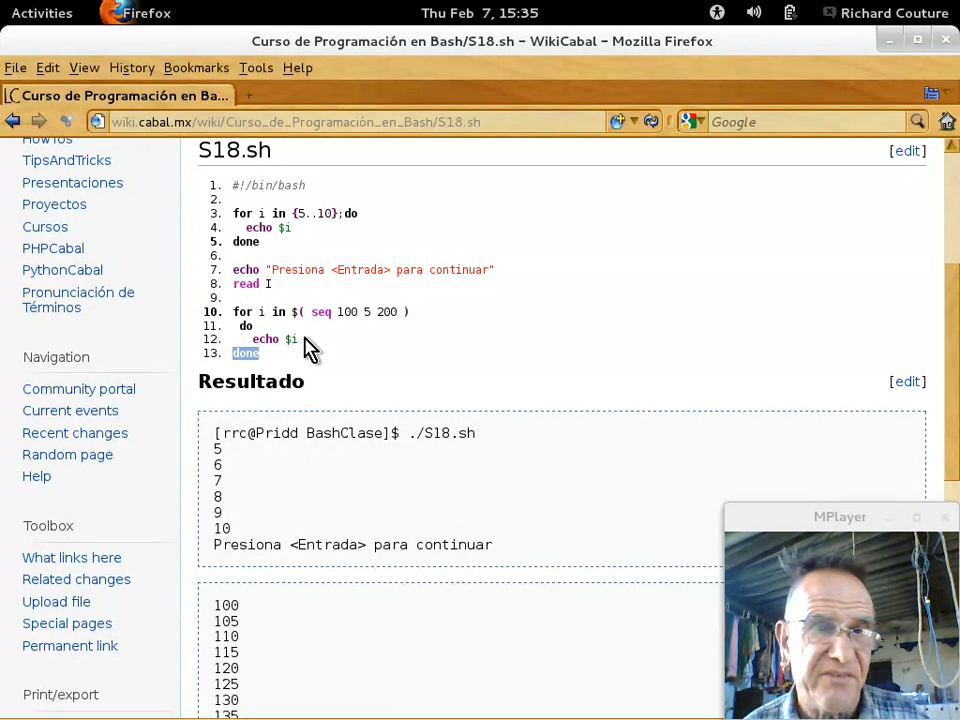 Activities Firefox Thu Feb 7, 15:35 Richard Couture
Curso de Programación en Bash/S18.sh – WikiCabal – Mozilla Firefox
File Edit View History Bookmarks Tools Help
Curso de Programación en Ba...
wiki.cabal.mx/wiki/Curso_de_Programación_en_Bash/S18.sh Google
HowTos
TipsAndTricks
Presentaciones
Proyectos
Cursos
PHPCabal
PythonCabal
Pronunciación de
Términos
Navigation
Community portal
Current events
Recent changes
Random page
Help
Toolbox
What links here
Related changes
Upload file
Special pages
Permanent link
Print/export
S18.sh [edit]
1. #!/bin/bash
2.
3. for i in {5..10};do
4. echo $i
5. done
6.
7. echo "Presiona <Entrada> para continuar"
8. read I
9.
10. for i in $( seq 100 5 200 )
11. do
12. echo $i
13. done
Resultado [edit]
[rrc@Pridd BashClase]$ ./S18.sh
5
6
7
8
9
10
Presiona <Entrada> para continuar
100
105
110
115
120
125
130
135
MPlayer